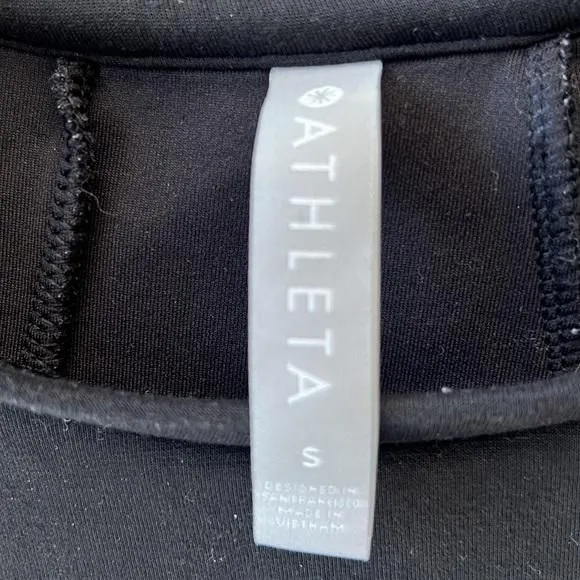 ATHLETA
S
DESIGNED IN
SAN FRANCISCO
MADE IN
VIETNAM